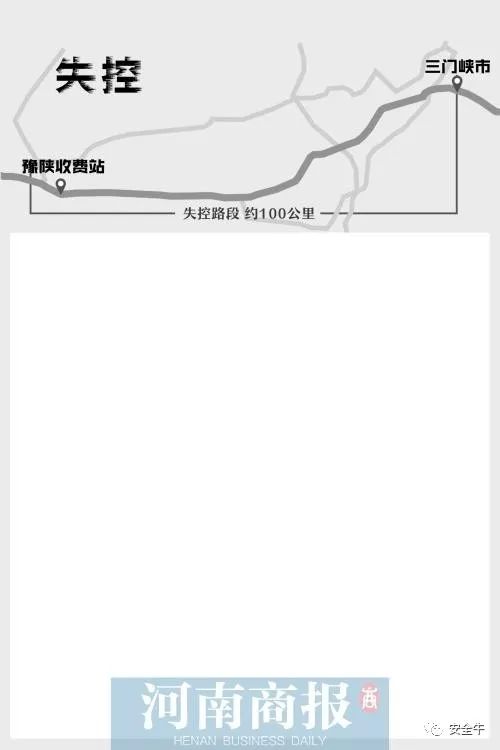 失控
三门峡市
豫陕收费站
失控路段 约100公里
河南商报
商
HENAN BUSINESS DAILY
安全牛